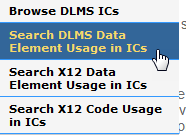 Browse DLMS ICs
Search DLMS Data
Element Usage in ICs
Search X12 Data
Element Usage in ICs
Search X12 Code Usage
in ICs